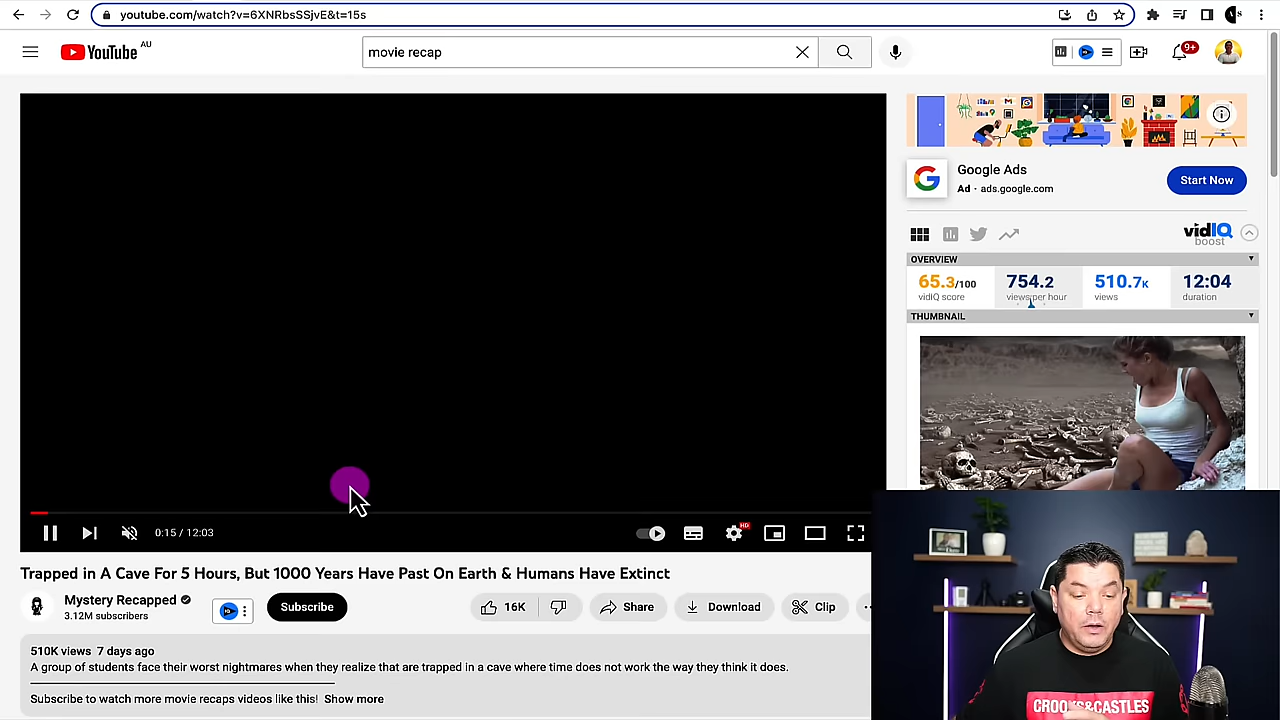 youtube.com/watch?v=6XNRbsSSjvE&t=15s
YouTube AU
movie recap
9+
Google Ads
Ad · ads.google.com
Start Now
vidIQ
boost
OVERVIEW
65.3/100
vidIQ score
754.2
views per hour
510.7K
views
12:04
duration
THUMBNAIL
0:15 / 12:03
HD
Trapped in A Cave For 5 Hours, But 1000 Years Have Past On Earth & Humans Have Extinct
Mystery Recapped
3.12M subscribers
Subscribe
16K
Share
Download
Clip
510K views 7 days ago
A group of students face their worst nightmares when they realize that are trapped in a cave where time does not work the way they think it does.
Subscribe to watch more movie recaps videos like this! Show more
CROOKS&CASTLES